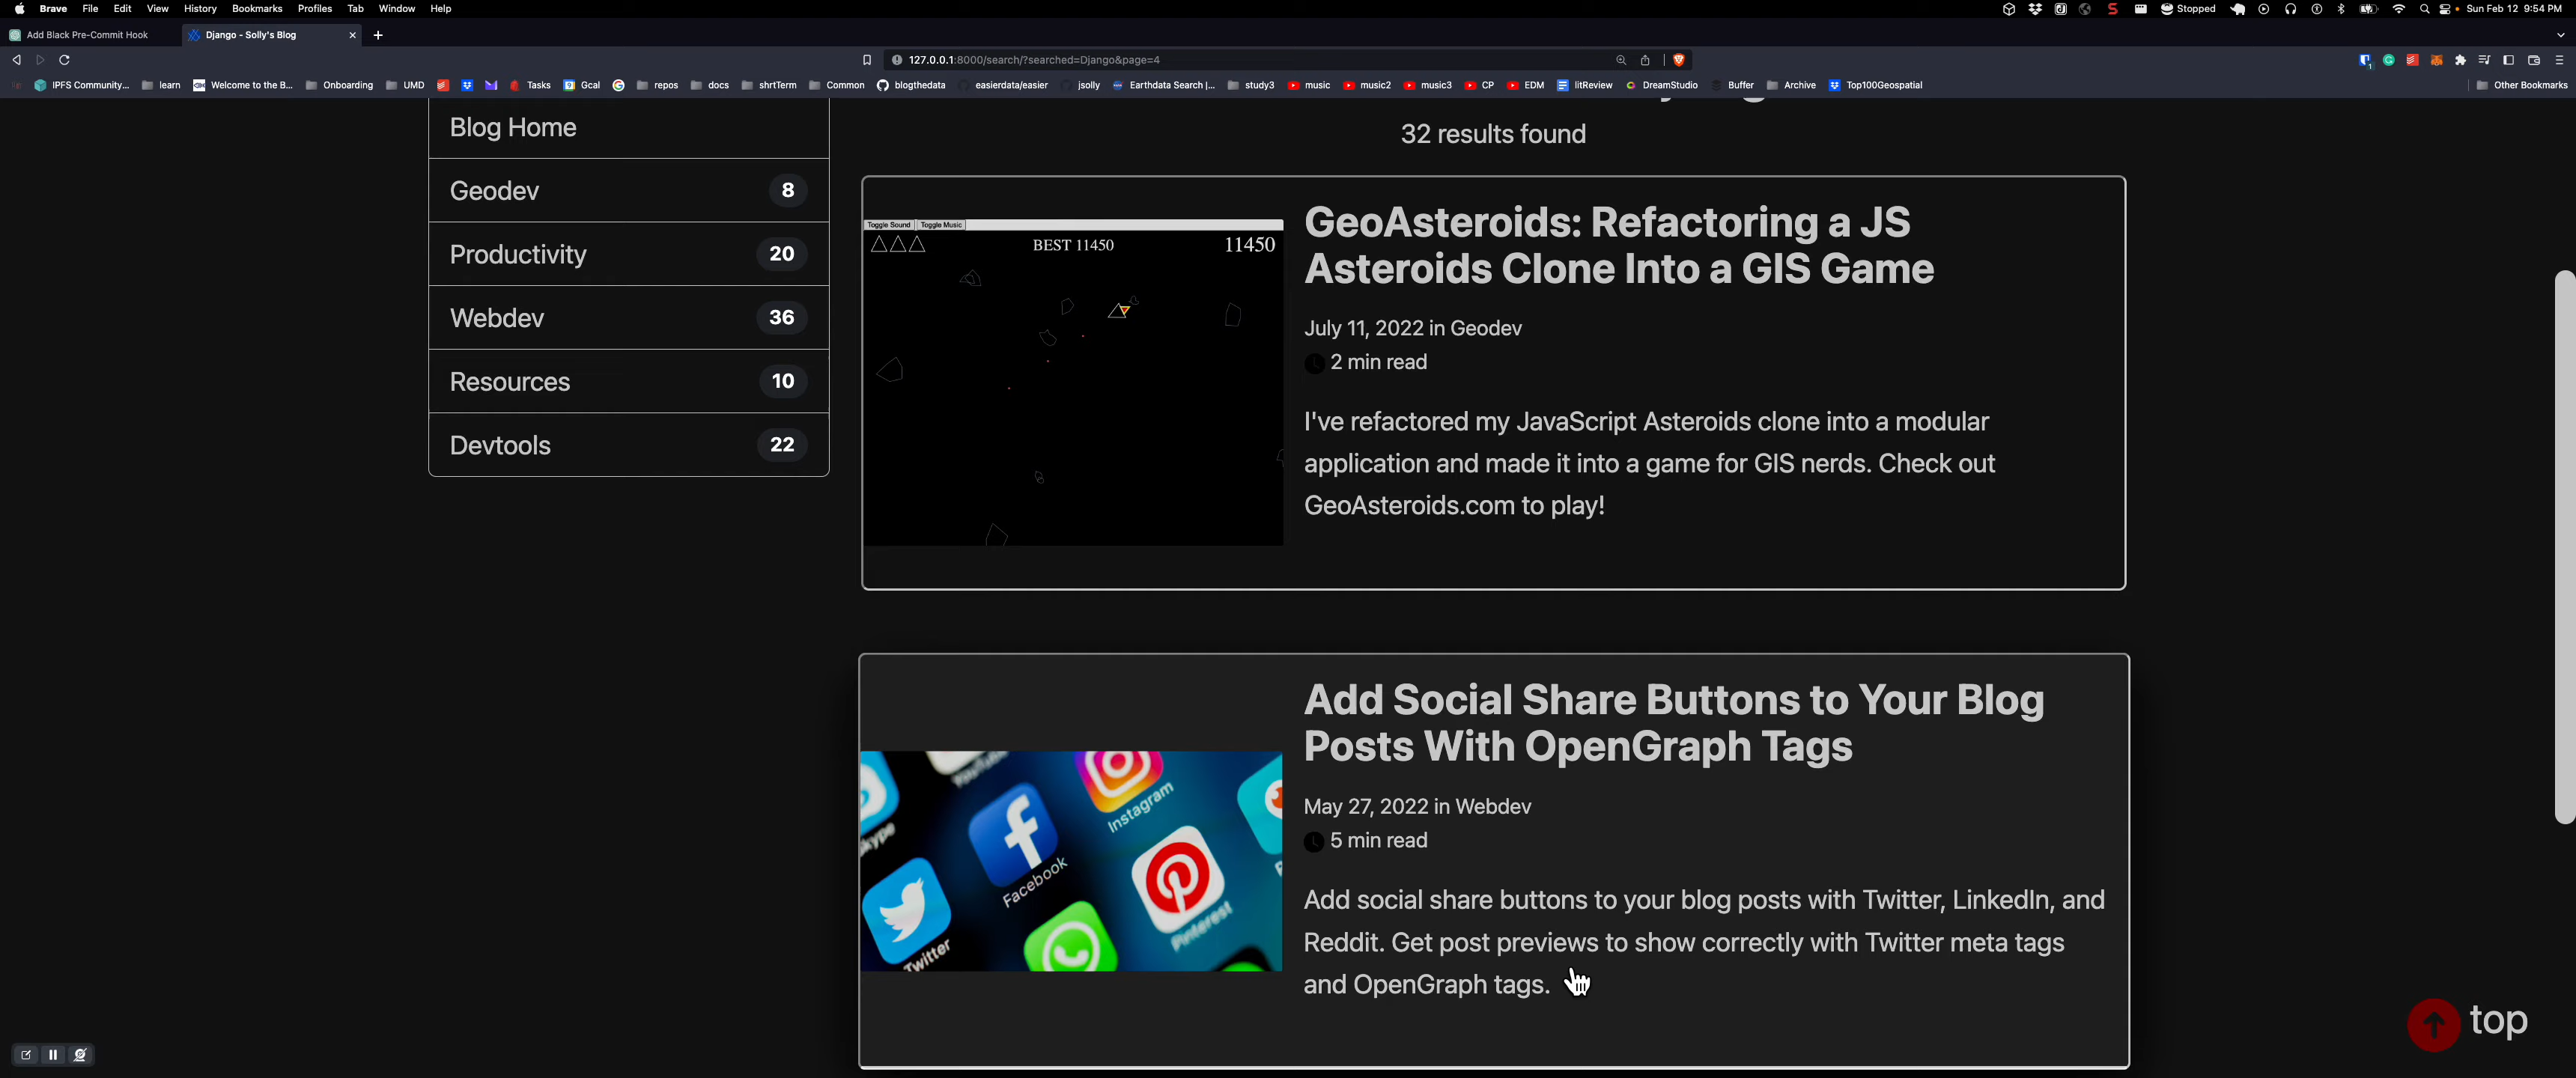 Brave File Edit View History Bookmarks Profiles Tab Window Help
Stopped Sun Feb 12 9:54 PM
Add Black Pre-Commit Hook
Django - Solly's Blog
127.0.0.1:8000/search/?searched=Django&page=4
IPFS Community... learn Welcome to the B... Onboarding UMD Tasks Gcal repos docs shrtTerm Common blogthedata easierdata/easier jsolly Earthdata Search |... study3 music music2 music3 CP EDM litReview DreamStudio Buffer Archive Top100Geospatial Other Bookmarks
Blog Home
Geodev 8
Productivity 20
Webdev 36
Resources 10
Devtools 22
32 results found
Toggle Sound Toggle Music
BEST 11450 11450
GeoAsteroids: Refactoring a JS
Asteroids Clone Into a GIS Game
July 11, 2022 in Geodev
2 min read
I've refactored my JavaScript Asteroids clone into a modular
application and made it into a game for GIS nerds. Check out
GeoAsteroids.com to play!
YouTube
Instagram
Skype
Facebook
Pinterest
Twitter
Add Social Share Buttons to Your Blog
Posts With OpenGraph Tags
May 27, 2022 in Webdev
5 min read
Add social share buttons to your blog posts with Twitter, LinkedIn, and
Reddit. Get post previews to show correctly with Twitter meta tags
and OpenGraph tags.
top